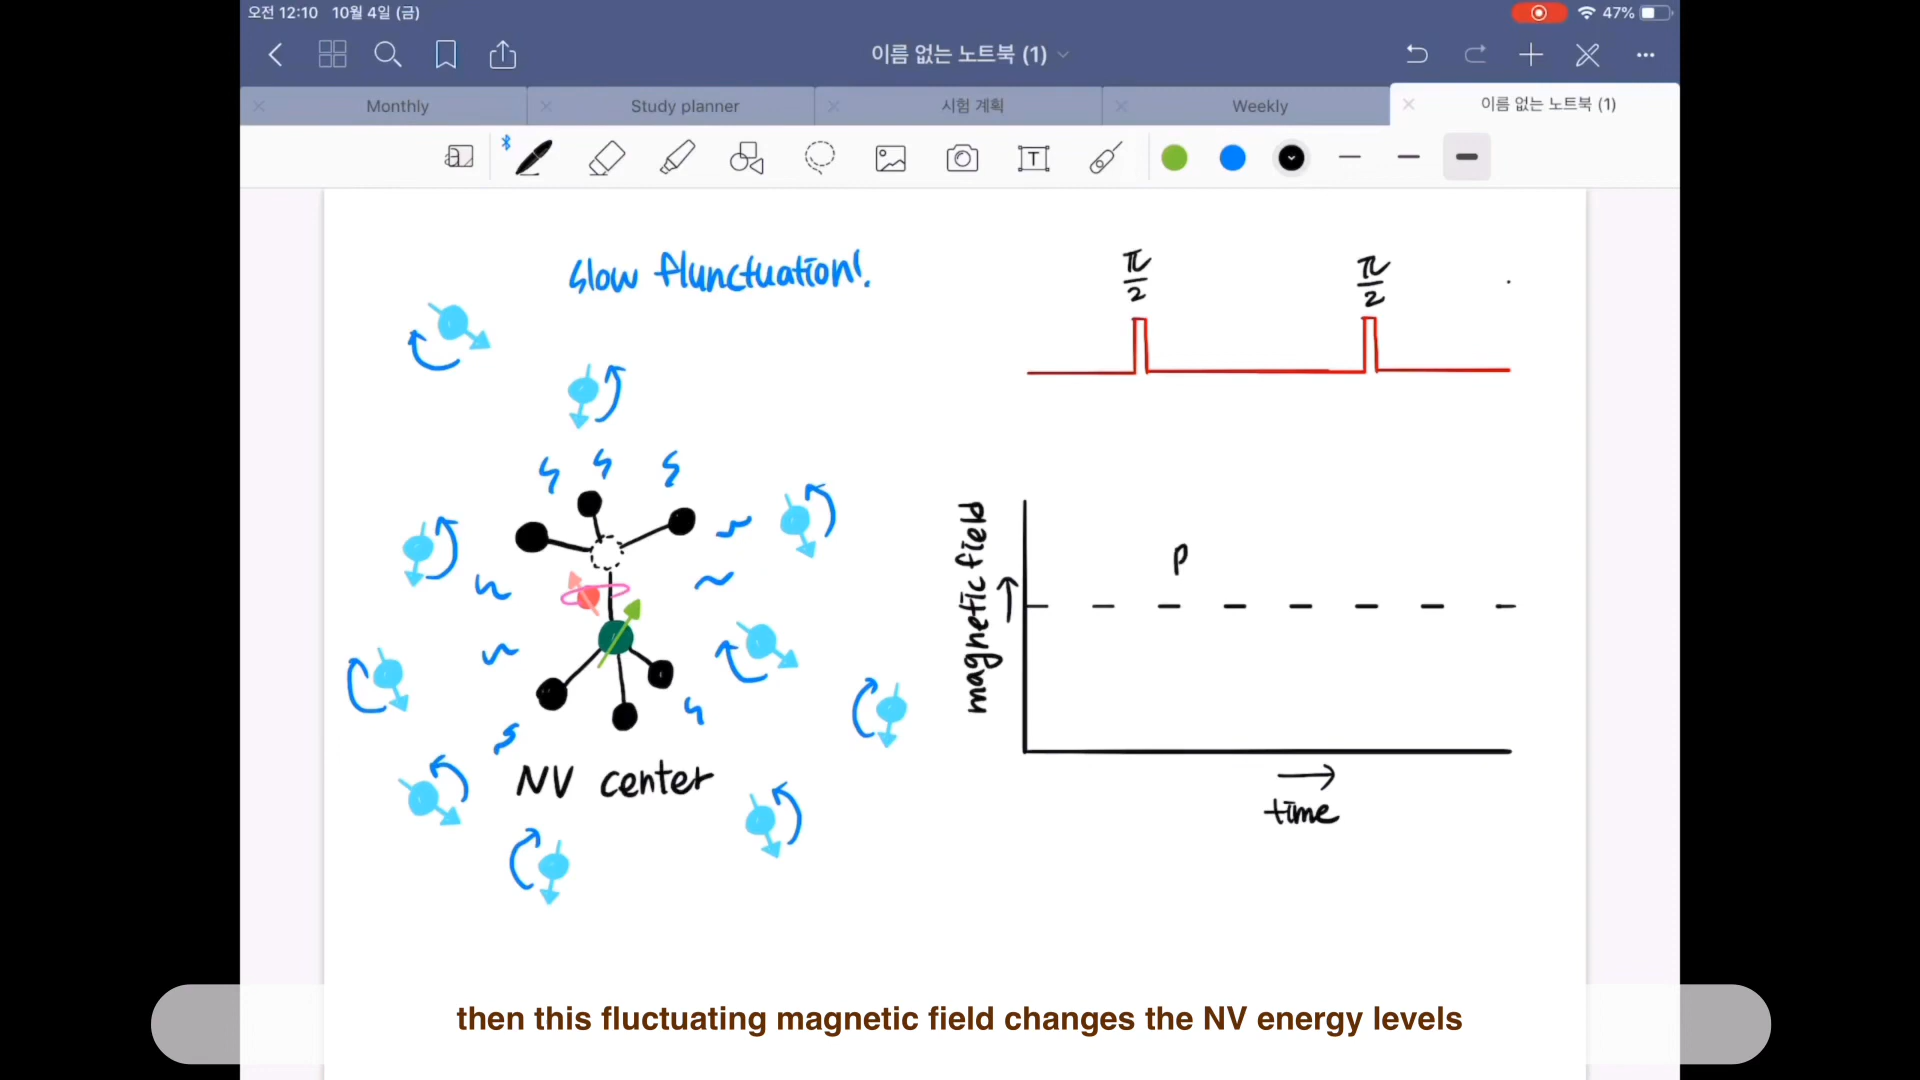 오전 12:10 10월 4일 (금)
47%
이름 없는 노트북 (1)
Monthly
Study planner
시험 계획
Weekly
이름 없는 노트북 (1)
slow flunctuation!
π/2
π/2
magnetic field
p
time
NV center
then this fluctuating magnetic field changes the NV energy levels